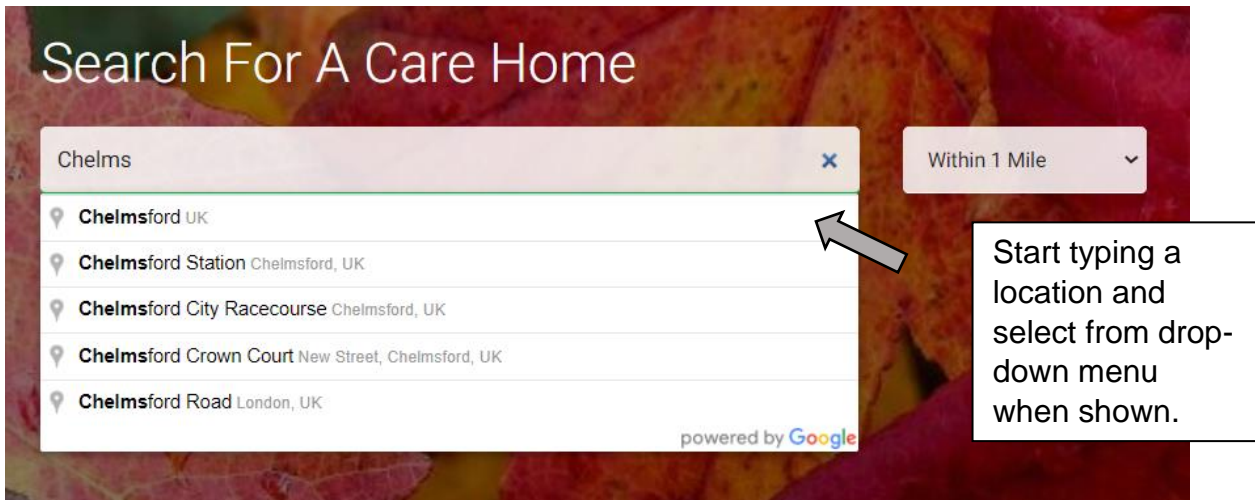 Search For A Care Home
Chelms
Within 1 Mile
Chelmsford UK
Chelmsford Station Chelmsford, UK
Chelmsford City Racecourse Chelmsford, UK
Chelmsford Crown Court New Street, Chelmsford, UK
Chelmsford Road London, UK
powered by Google
Start typing a
location and
select from drop-
down menu
when shown.